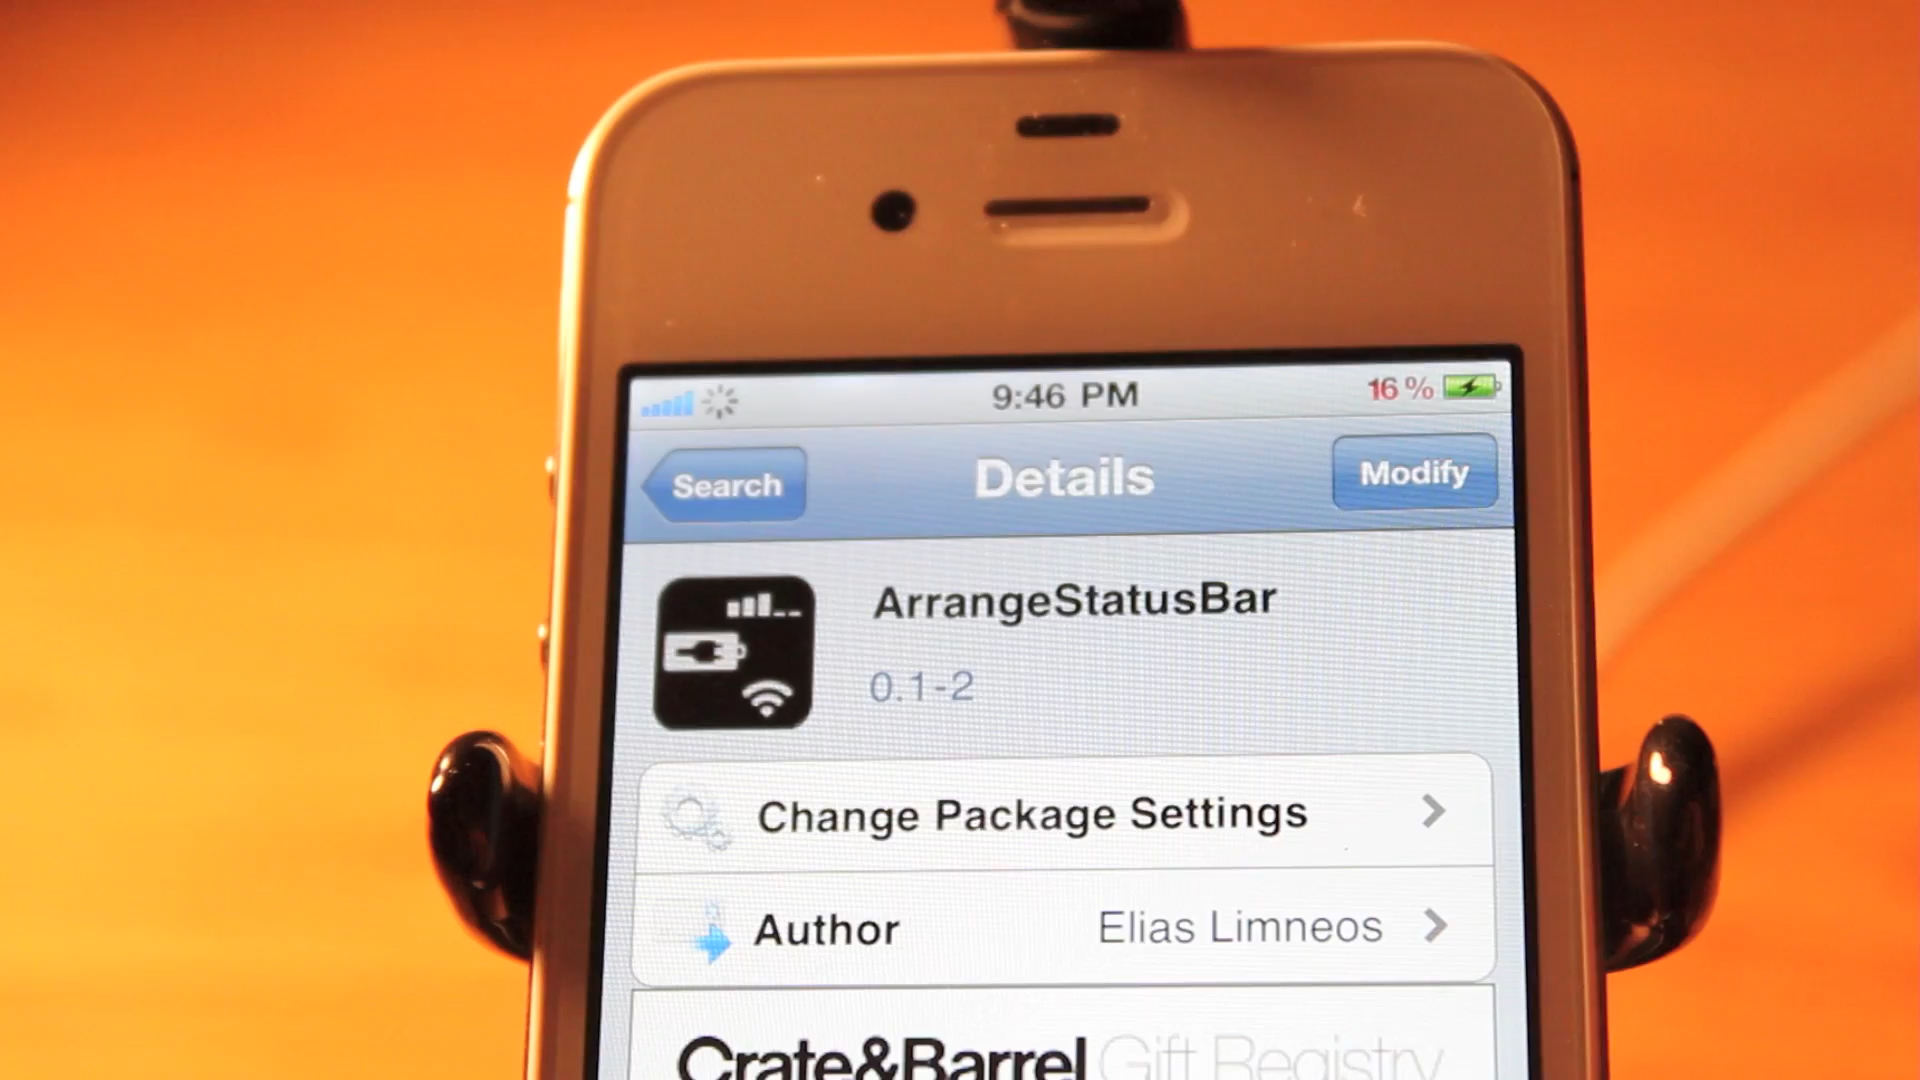 9:46 PM 16%
Search Details Modify
ArrangeStatusBar
0.1-2
Change Package Settings
Author Elias Limneos
Crate&Barrel Gift Registry